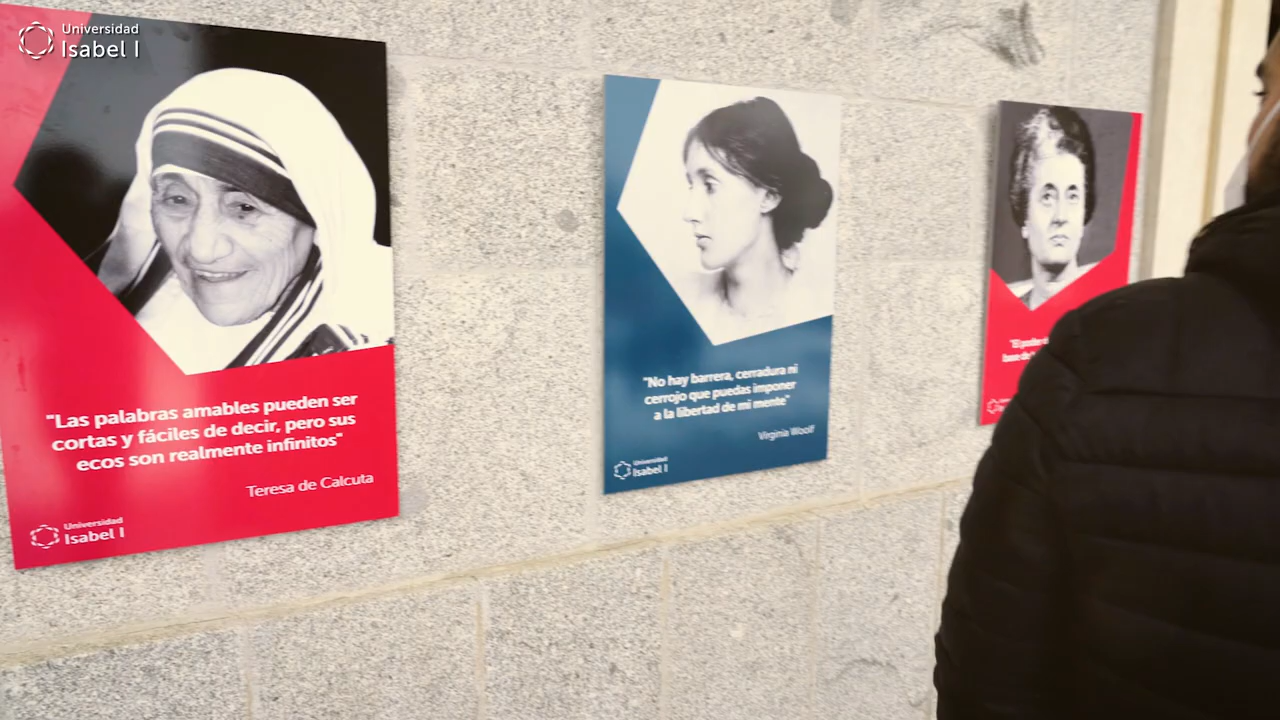 Universidad
Isabel I
"Las palabras amables pueden ser
cortas y fáciles de decir, pero sus
ecos son realmente infinitos"
Teresa de Calcuta
Universidad
Isabel I
"No hay barrera, cerradura ni
cerrojo que puedas imponer
a la libertad de mi mente"
Virginia Woolf
Universidad
Isabel I
"El poder